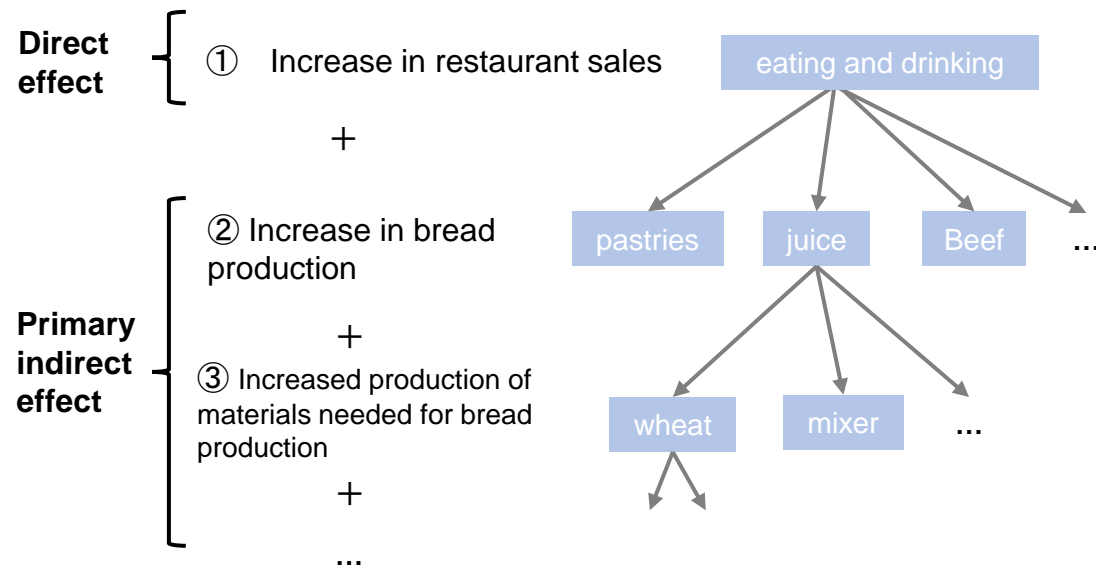 Direct
effect
① Increase in restaurant sales
eating and drinking
+
② Increase in bread
production
pastries
juice
Beef
...
+
Primary
indirect
effect
③ Increased production of
materials needed for bread
production
wheat
mixer
...
+
...